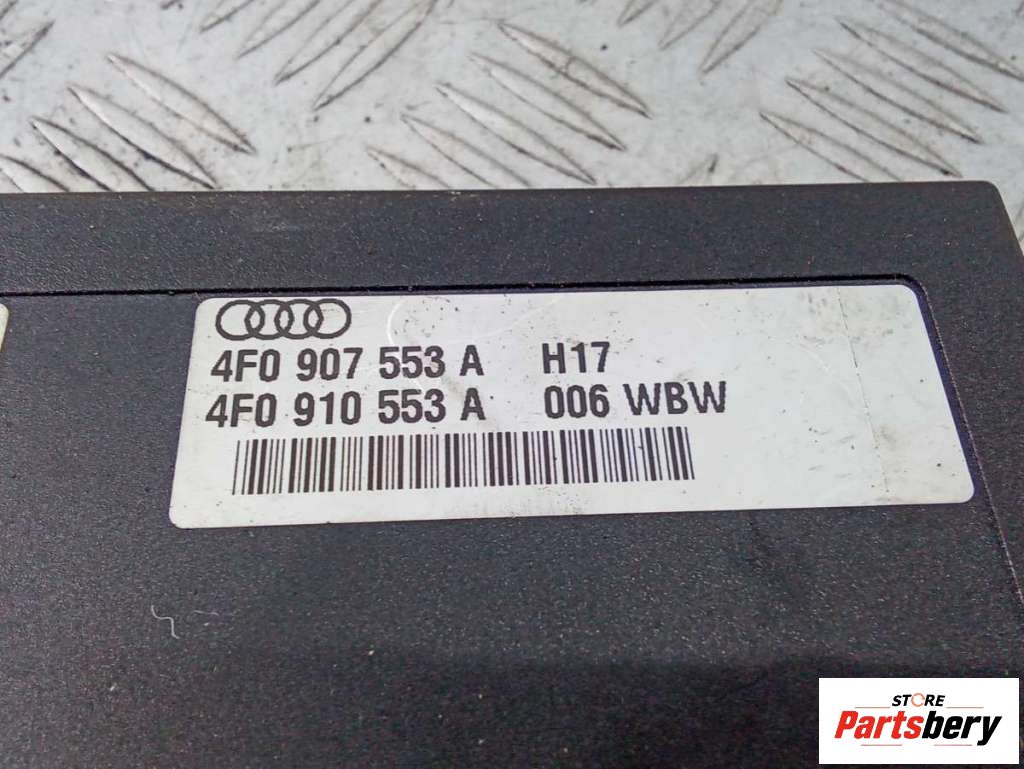 4F0 907 553 A H17
4F0 910 553 A 006 WBW
STORE
Partsbery